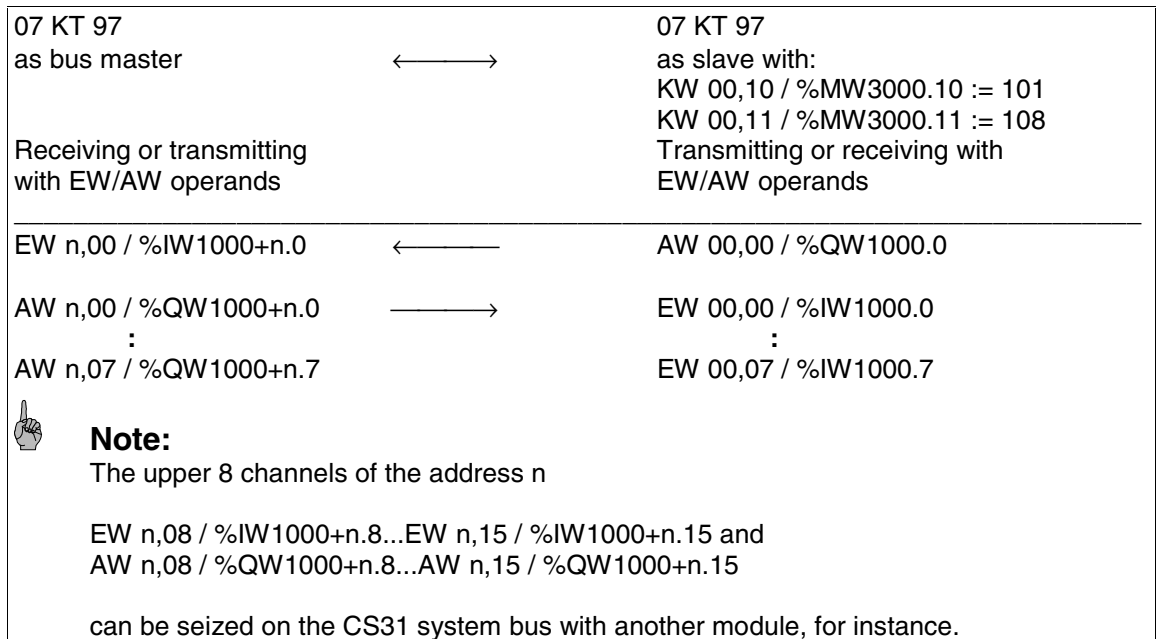 07 KT 97 07 KT 97
as bus master ←——→ as slave with:
KW 00,10 / %MW3000.10 := 101
KW 00,11 / %MW3000.11 := 108
Receiving or transmitting Transmitting or receiving with
with EW/AW operands EW/AW operands
EW n,00 / %IW1000+n.0 ←—— AW 00,00 / %QW1000.0
AW n,00 / %QW1000+n.0 ——→ EW 00,00 / %IW1000.0
: :
AW n,07 / %QW1000+n.7 EW 00,07 / %IW1000.7
Note:
The upper 8 channels of the address n
EW n,08 / %IW1000+n.8...EW n,15 / %IW1000+n.15 and
AW n,08 / %QW1000+n.8...AW n,15 / %QW1000+n.15
can be seized on the CS31 system bus with another module, for instance.